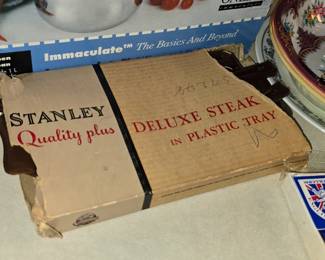 Immaculate™ The Basics And Beyond
STANLEY
Quality plus
DELUXE STEAK
IN PLASTIC TRAY